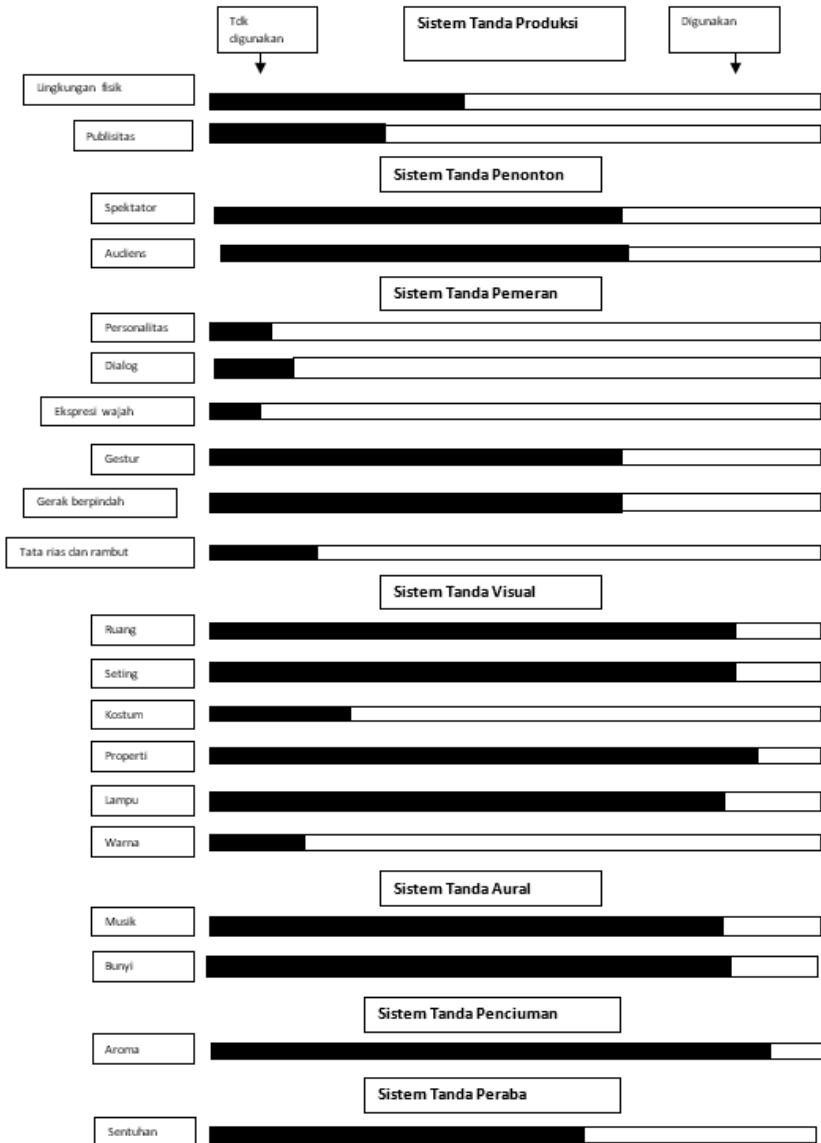 Tdk
digunakan
Sistem Tanda Produksi
Digunakan
Lingkungan fisik
Publisitas
Sistem Tanda Penonton
Spektator
Audiens
Sistem Tanda Pemeran
Personalitas
Dialog
Ekspresi wajah
Gestur
Gerak berpindah
Tata rias dan rambut
Sistem Tanda Visual
Ruang
Seting
Kostum
Properti
Lampu
Warna
Sistem Tanda Aural
Musik
Bunyi
Sistem Tanda Penciuman
Aroma
Sistem Tanda Peraba
Sentuhan